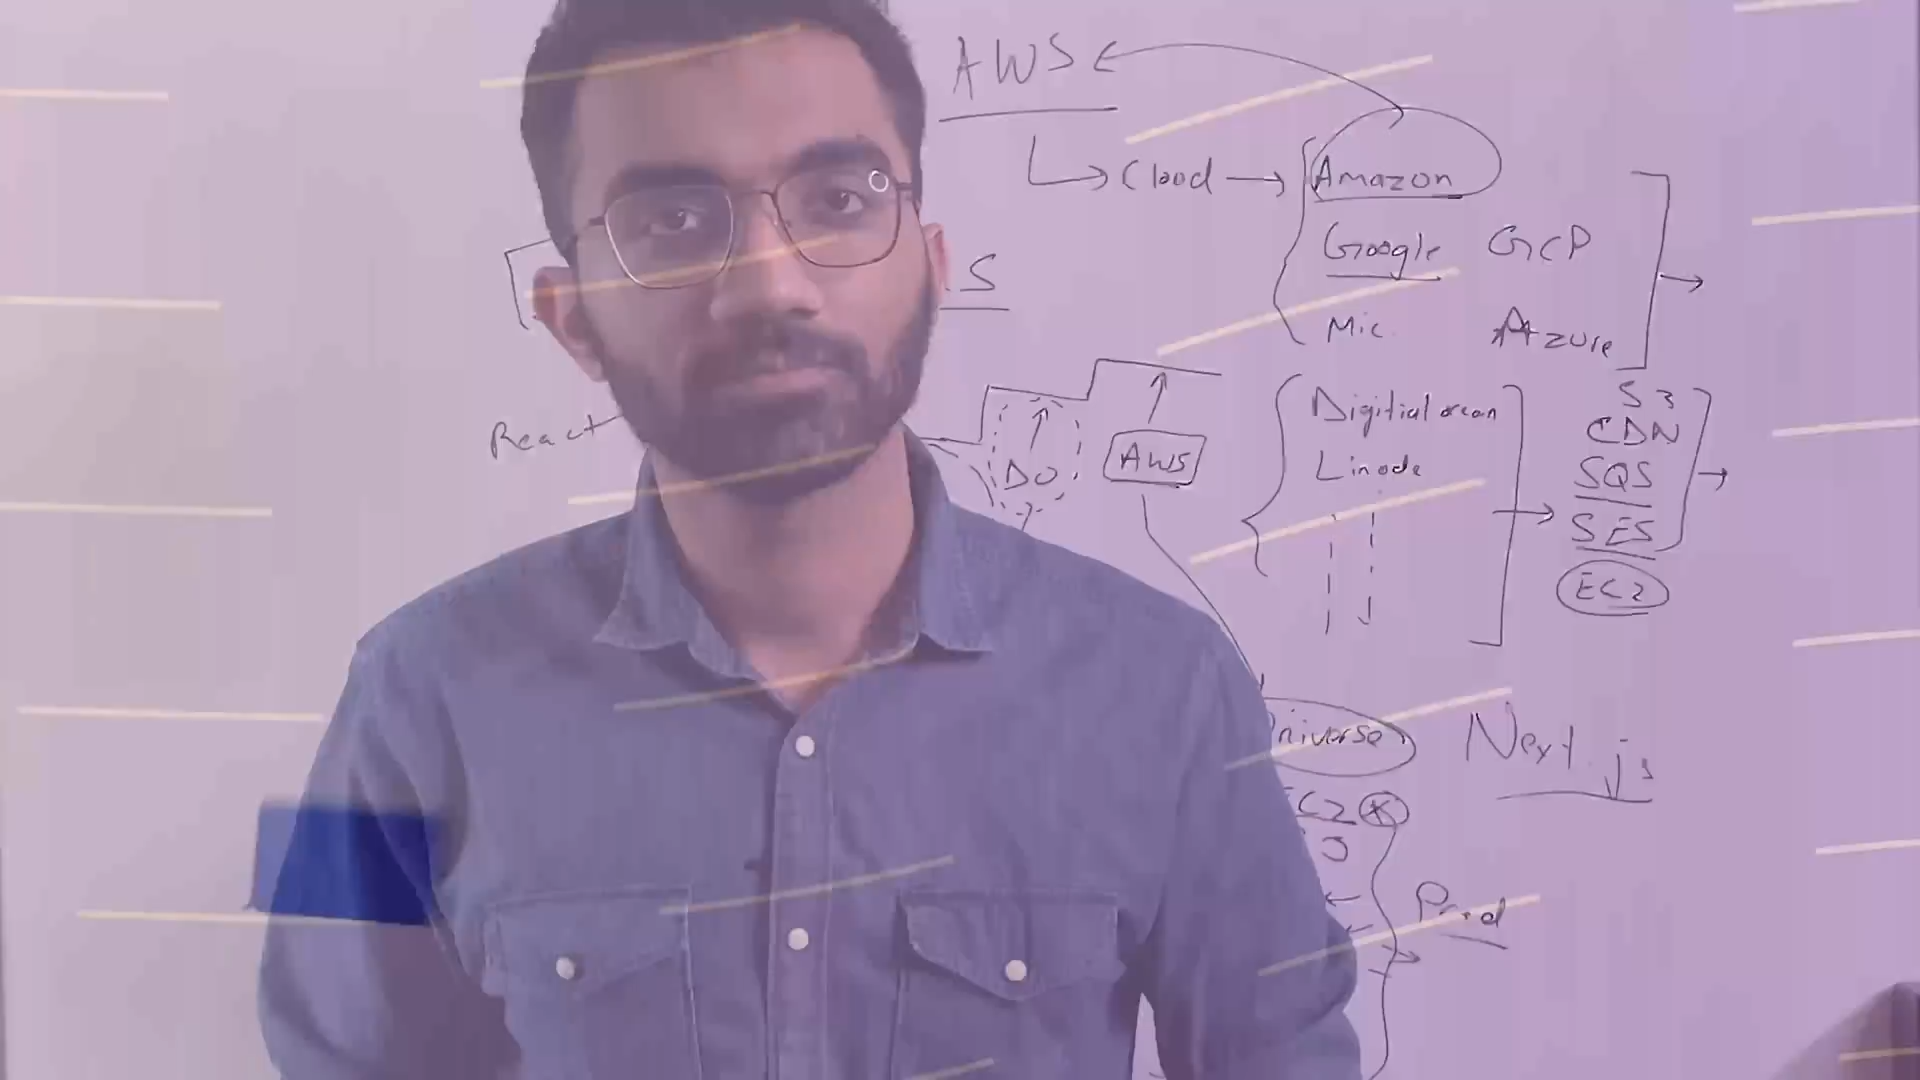 AWS
Cloud Amazon
Google GCP
S
Mic. Azure
React
DO
AWS
Digitial ocean
Linode
S3
CDN
SQS
SES
EC2
Next.js
Prod